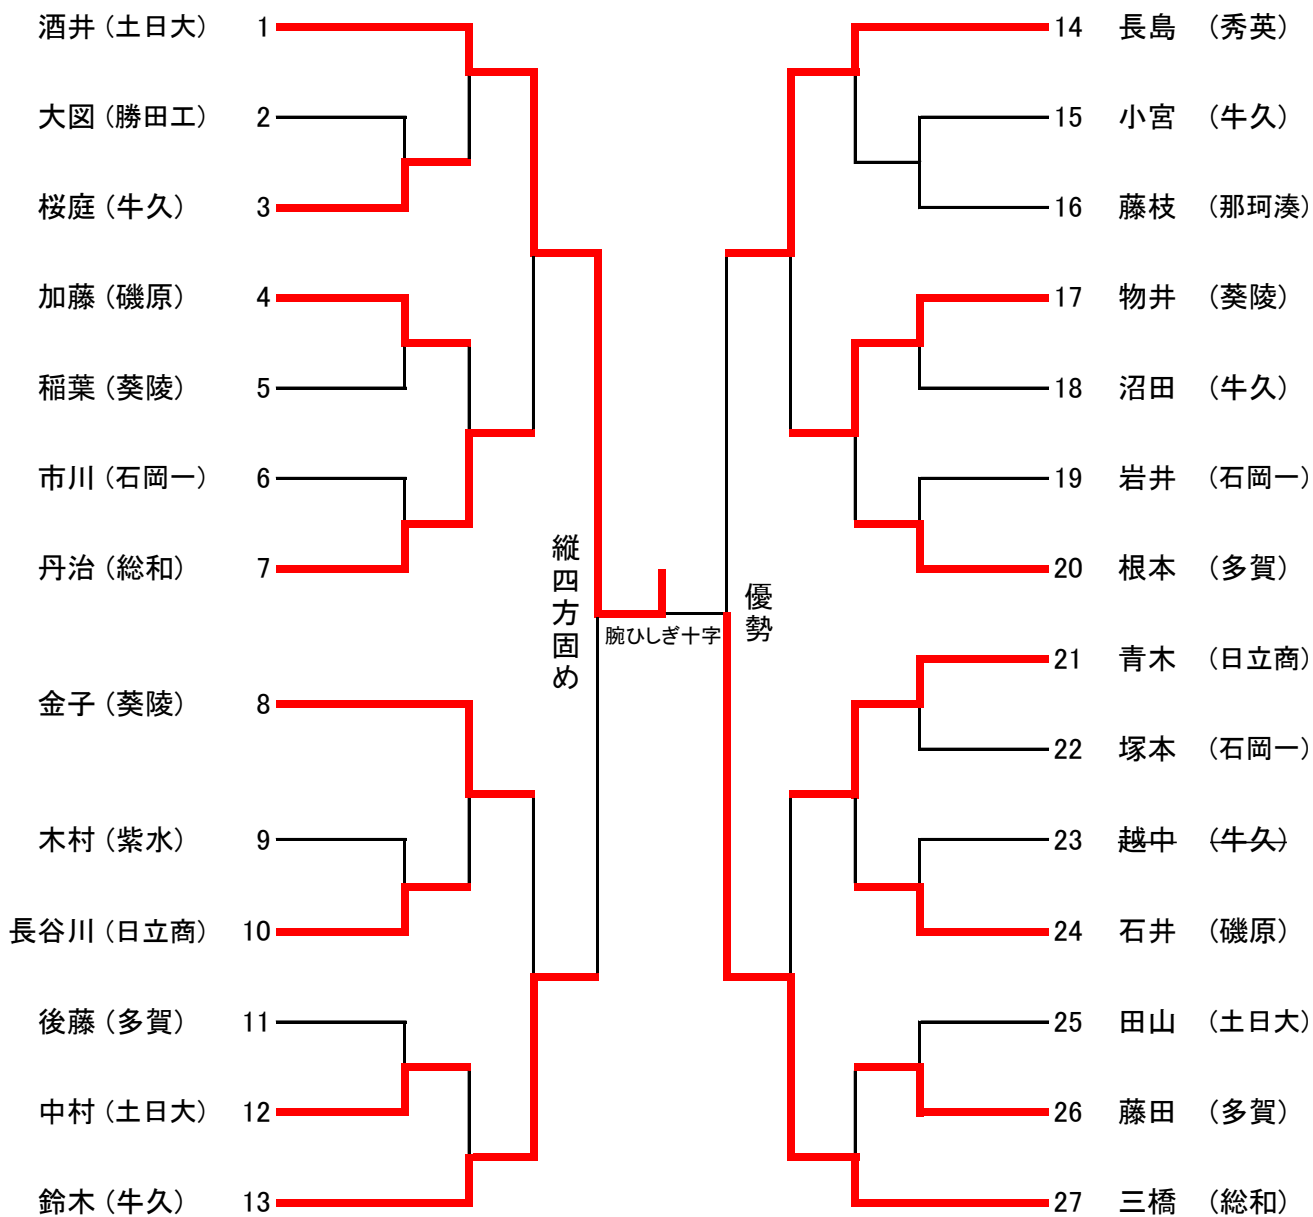 酒井（土日大） 1
大図（勝田工） 2
桜庭（牛久） 3
加藤（磯原） 4
稲葉（葵陵） 5
市川（石岡一） 6
丹治（総和） 7
金子（葵陵） 8
木村（紫水） 9
長谷川（日立商） 10
後藤（多賀） 11
中村（土日大） 12
鈴木（牛久） 13
縦四方固め
腕ひしぎ十字
優勢
14 長島 （秀英）
15 小宮 （牛久）
16 藤枝 （那珂湊）
17 物井 （葵陵）
18 沼田 （牛久）
19 岩井 （石岡一）
20 根本 （多賀）
21 青木 （日立商）
22 塚本 （石岡一）
23 越中 （牛久）
24 石井 （磯原）
25 田山 （土日大）
26 藤田 （多賀）
27 三橋 （総和）